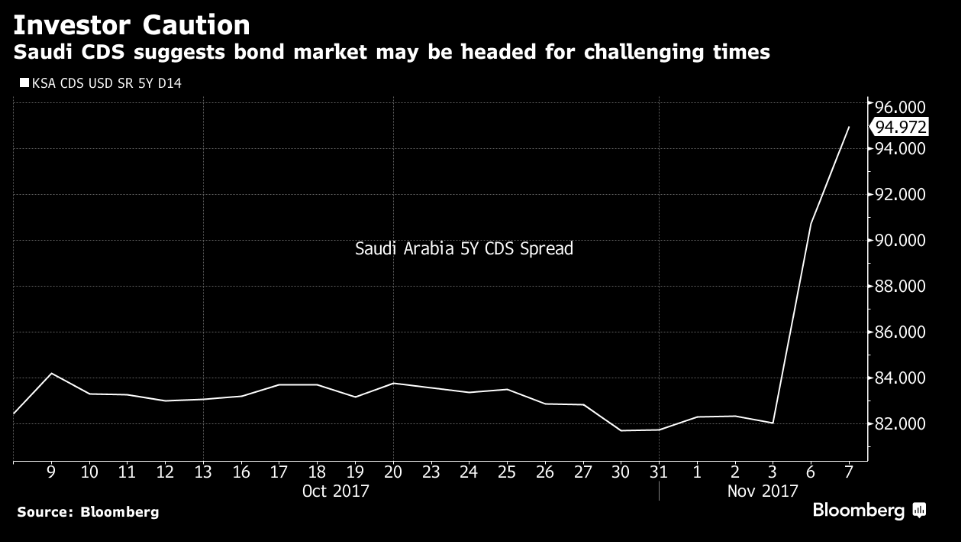 Investor Caution
Saudi CDS suggests bond market may be headed for challenging times
KSA CDS USD SR 5Y D14
96.000
94.972
94.000
92.000
90.000
Saudi Arabia 5Y CDS Spread
88.000
86.000
84.000
82.000
9 10 11 12 13 16 17 18 19 20 23 24 25 26 27 30 31 1 2 3 6 7
Oct 2017 Nov 2017
Source: Bloomberg
Bloomberg